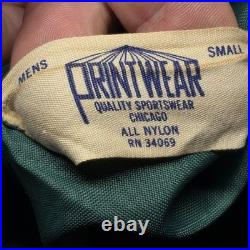 MENS
SMALL
PRINTWEAR
QUALITY SPORTSWEAR
CHICAGO
ALL NYLON
RN 34069